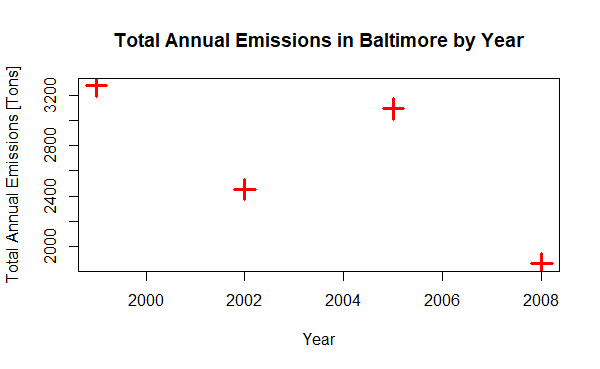 Total Annual Emissions in Baltimore by Year
Total Annual Emissions [Tons]
3200
2800
2400
2000
2000 2002 2004 2006 2008
Year